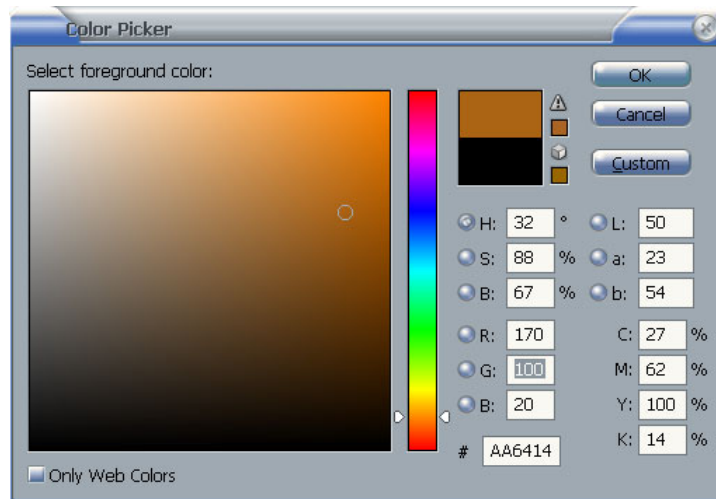 Color Picker
Select foreground color:
OK
Cancel
Custom
H: 32 ° L: 50
S: 88 % a: 23
B: 67 % b: 54
R: 170 C: 27 %
G: 100 M: 62 %
B: 20 Y: 100 %
# AA6414 K: 14 %
Only Web Colors